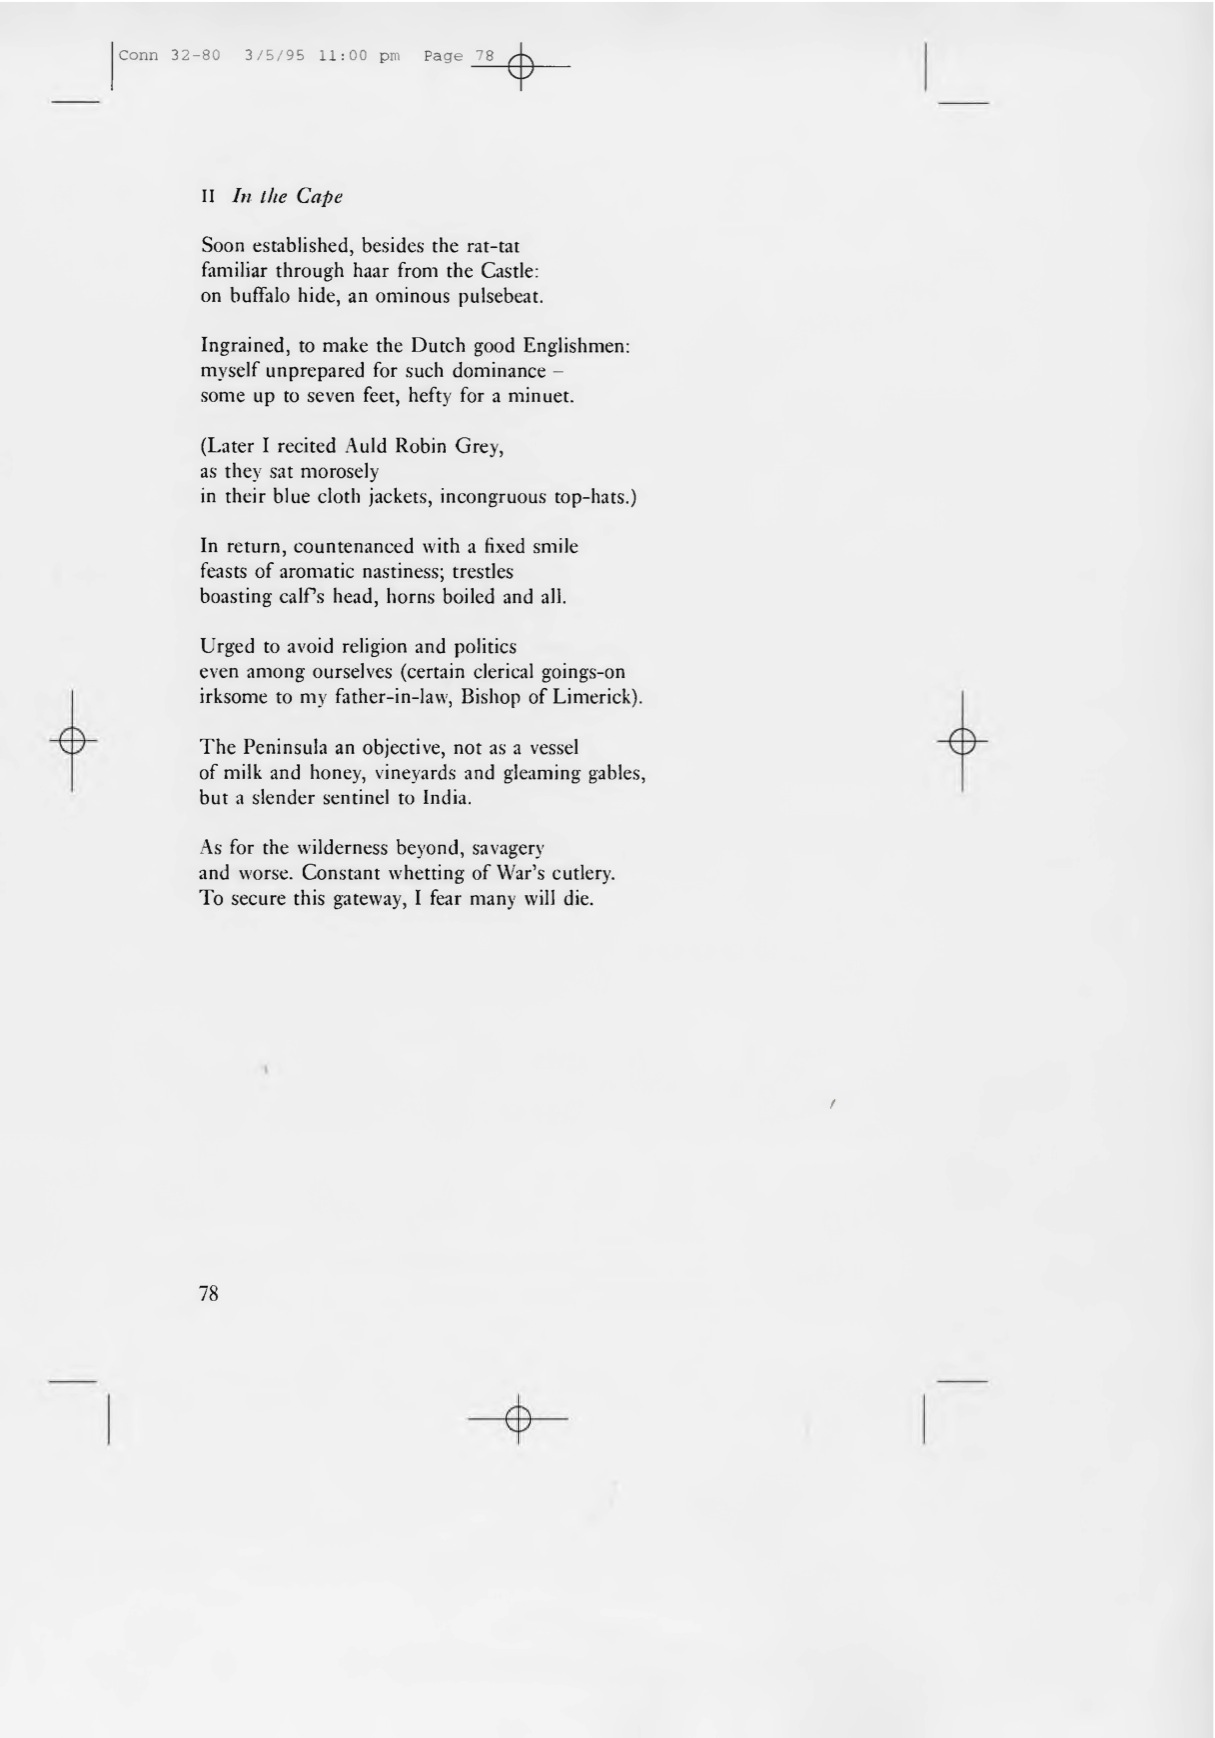 Conn 32-80 3/5/95 11:00 pm Page 78
II In the Cape
Soon established, besides the rat-tat
familiar through haar from the Castle:
on buffalo hide, an ominous pulsebeat.
Ingrained, to make the Dutch good Englishmen:
myself unprepared for such dominance –
some up to seven feet, hefty for a minuet.
(Later I recited Auld Robin Grey,
as they sat morosely
in their blue cloth jackets, incongruous top-hats.)
In return, countenanced with a fixed smile
feasts of aromatic nastiness; trestles
boasting calf's head, horns boiled and all.
Urged to avoid religion and politics
even among ourselves (certain clerical goings-on
irksome to my father-in-law, Bishop of Limerick).
The Peninsula an objective, not as a vessel
of milk and honey, vineyards and gleaming gables,
but a slender sentinel to India.
As for the wilderness beyond, savagery
and worse. Constant whetting of War's cutlery.
To secure this gateway, I fear many will die.
78